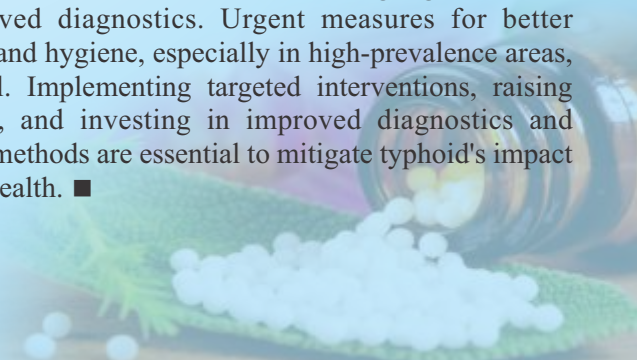 ved diagnostics. Urgent measures for better
and hygiene, especially in high-prevalence areas,
l. Implementing targeted interventions, raising
, and investing in improved diagnostics and
methods are essential to mitigate typhoid's impact
ealth. ■